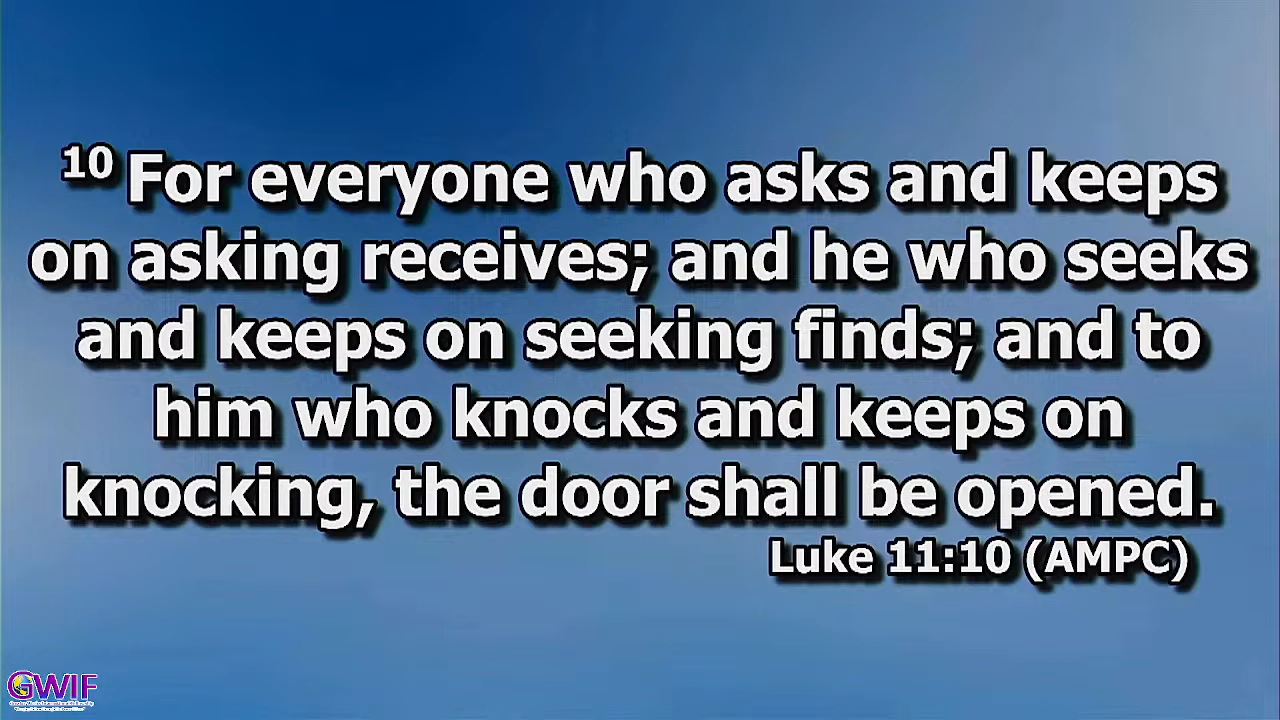 10 For everyone who asks and keeps
on asking receives; and he who seeks
and keeps on seeking finds; and to
him who knocks and keeps on
knocking, the door shall be opened.
Luke 11:10 (AMPC)
GWIF